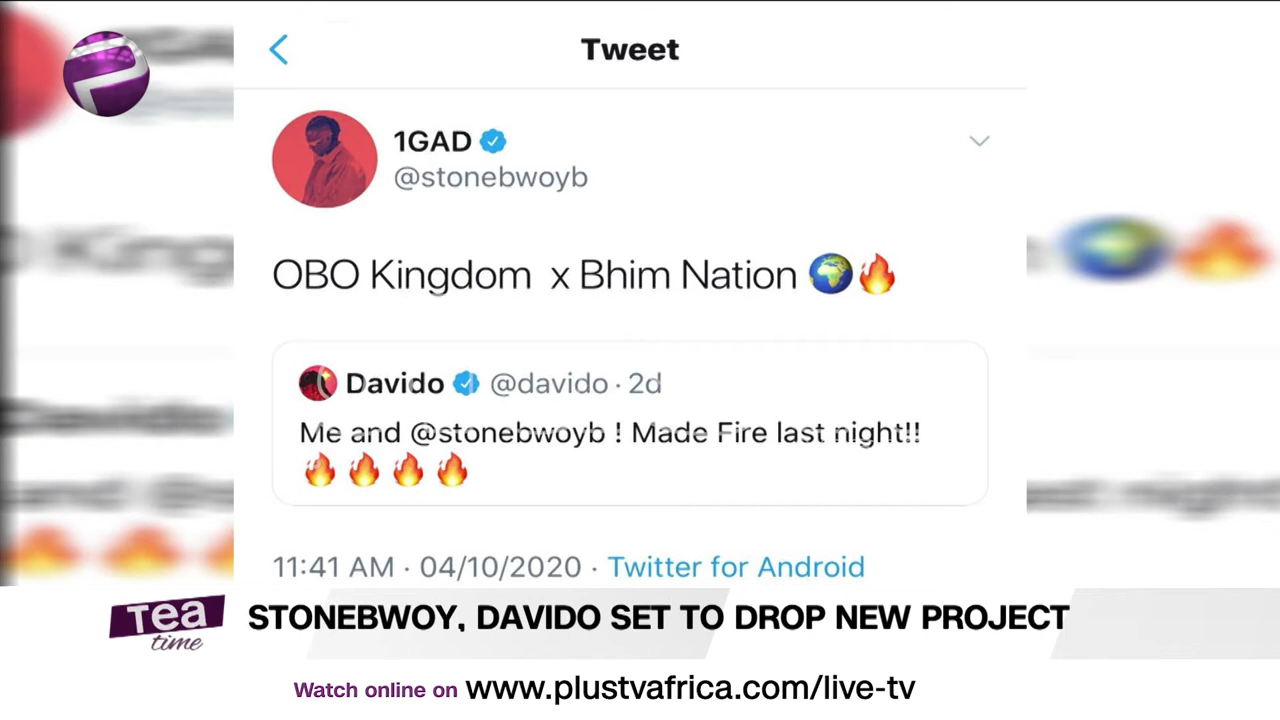 Tweet
1GAD
@stonebwoyb
OBO Kingdom x Bhim Nation 🌍🔥
Davido @davido · 2d
Me and @stonebwoyb ! Made Fire last night!!
🔥 🔥 🔥 🔥
11:41 AM · 04/10/2020 · Twitter for Android
Tea time
STONEBWOY, DAVIDO SET TO DROP NEW PROJECT
Watch online on www.plustvafrica.com/live-tv